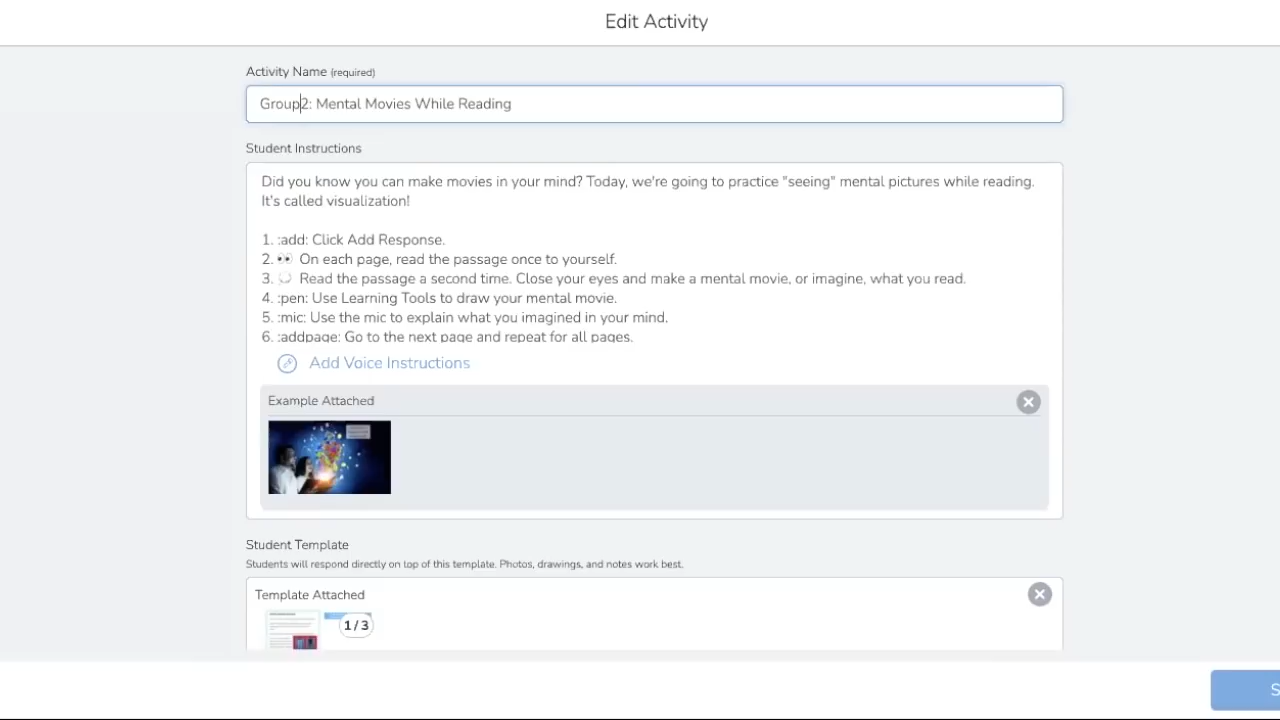 Edit Activity
Activity Name (required)
Group2: Mental Movies While Reading
Student Instructions
Did you know you can make movies in your mind? Today, we're going to practice "seeing" mental pictures while reading.
It's called visualization!
1. :add: Click Add Response.
2. 👀 On each page, read the passage once to yourself.
3. 💭 Read the passage a second time. Close your eyes and make a mental movie, or imagine, what you read.
4. :pen: Use Learning Tools to draw your mental movie.
5. :mic: Use the mic to explain what you imagined in your mind.
6. :addpage: Go to the next page and repeat for all pages.
Add Voice Instructions
Example Attached
Student Template
Students will respond directly on top of this template. Photos, drawings, and notes work best.
Template Attached
1/3
S